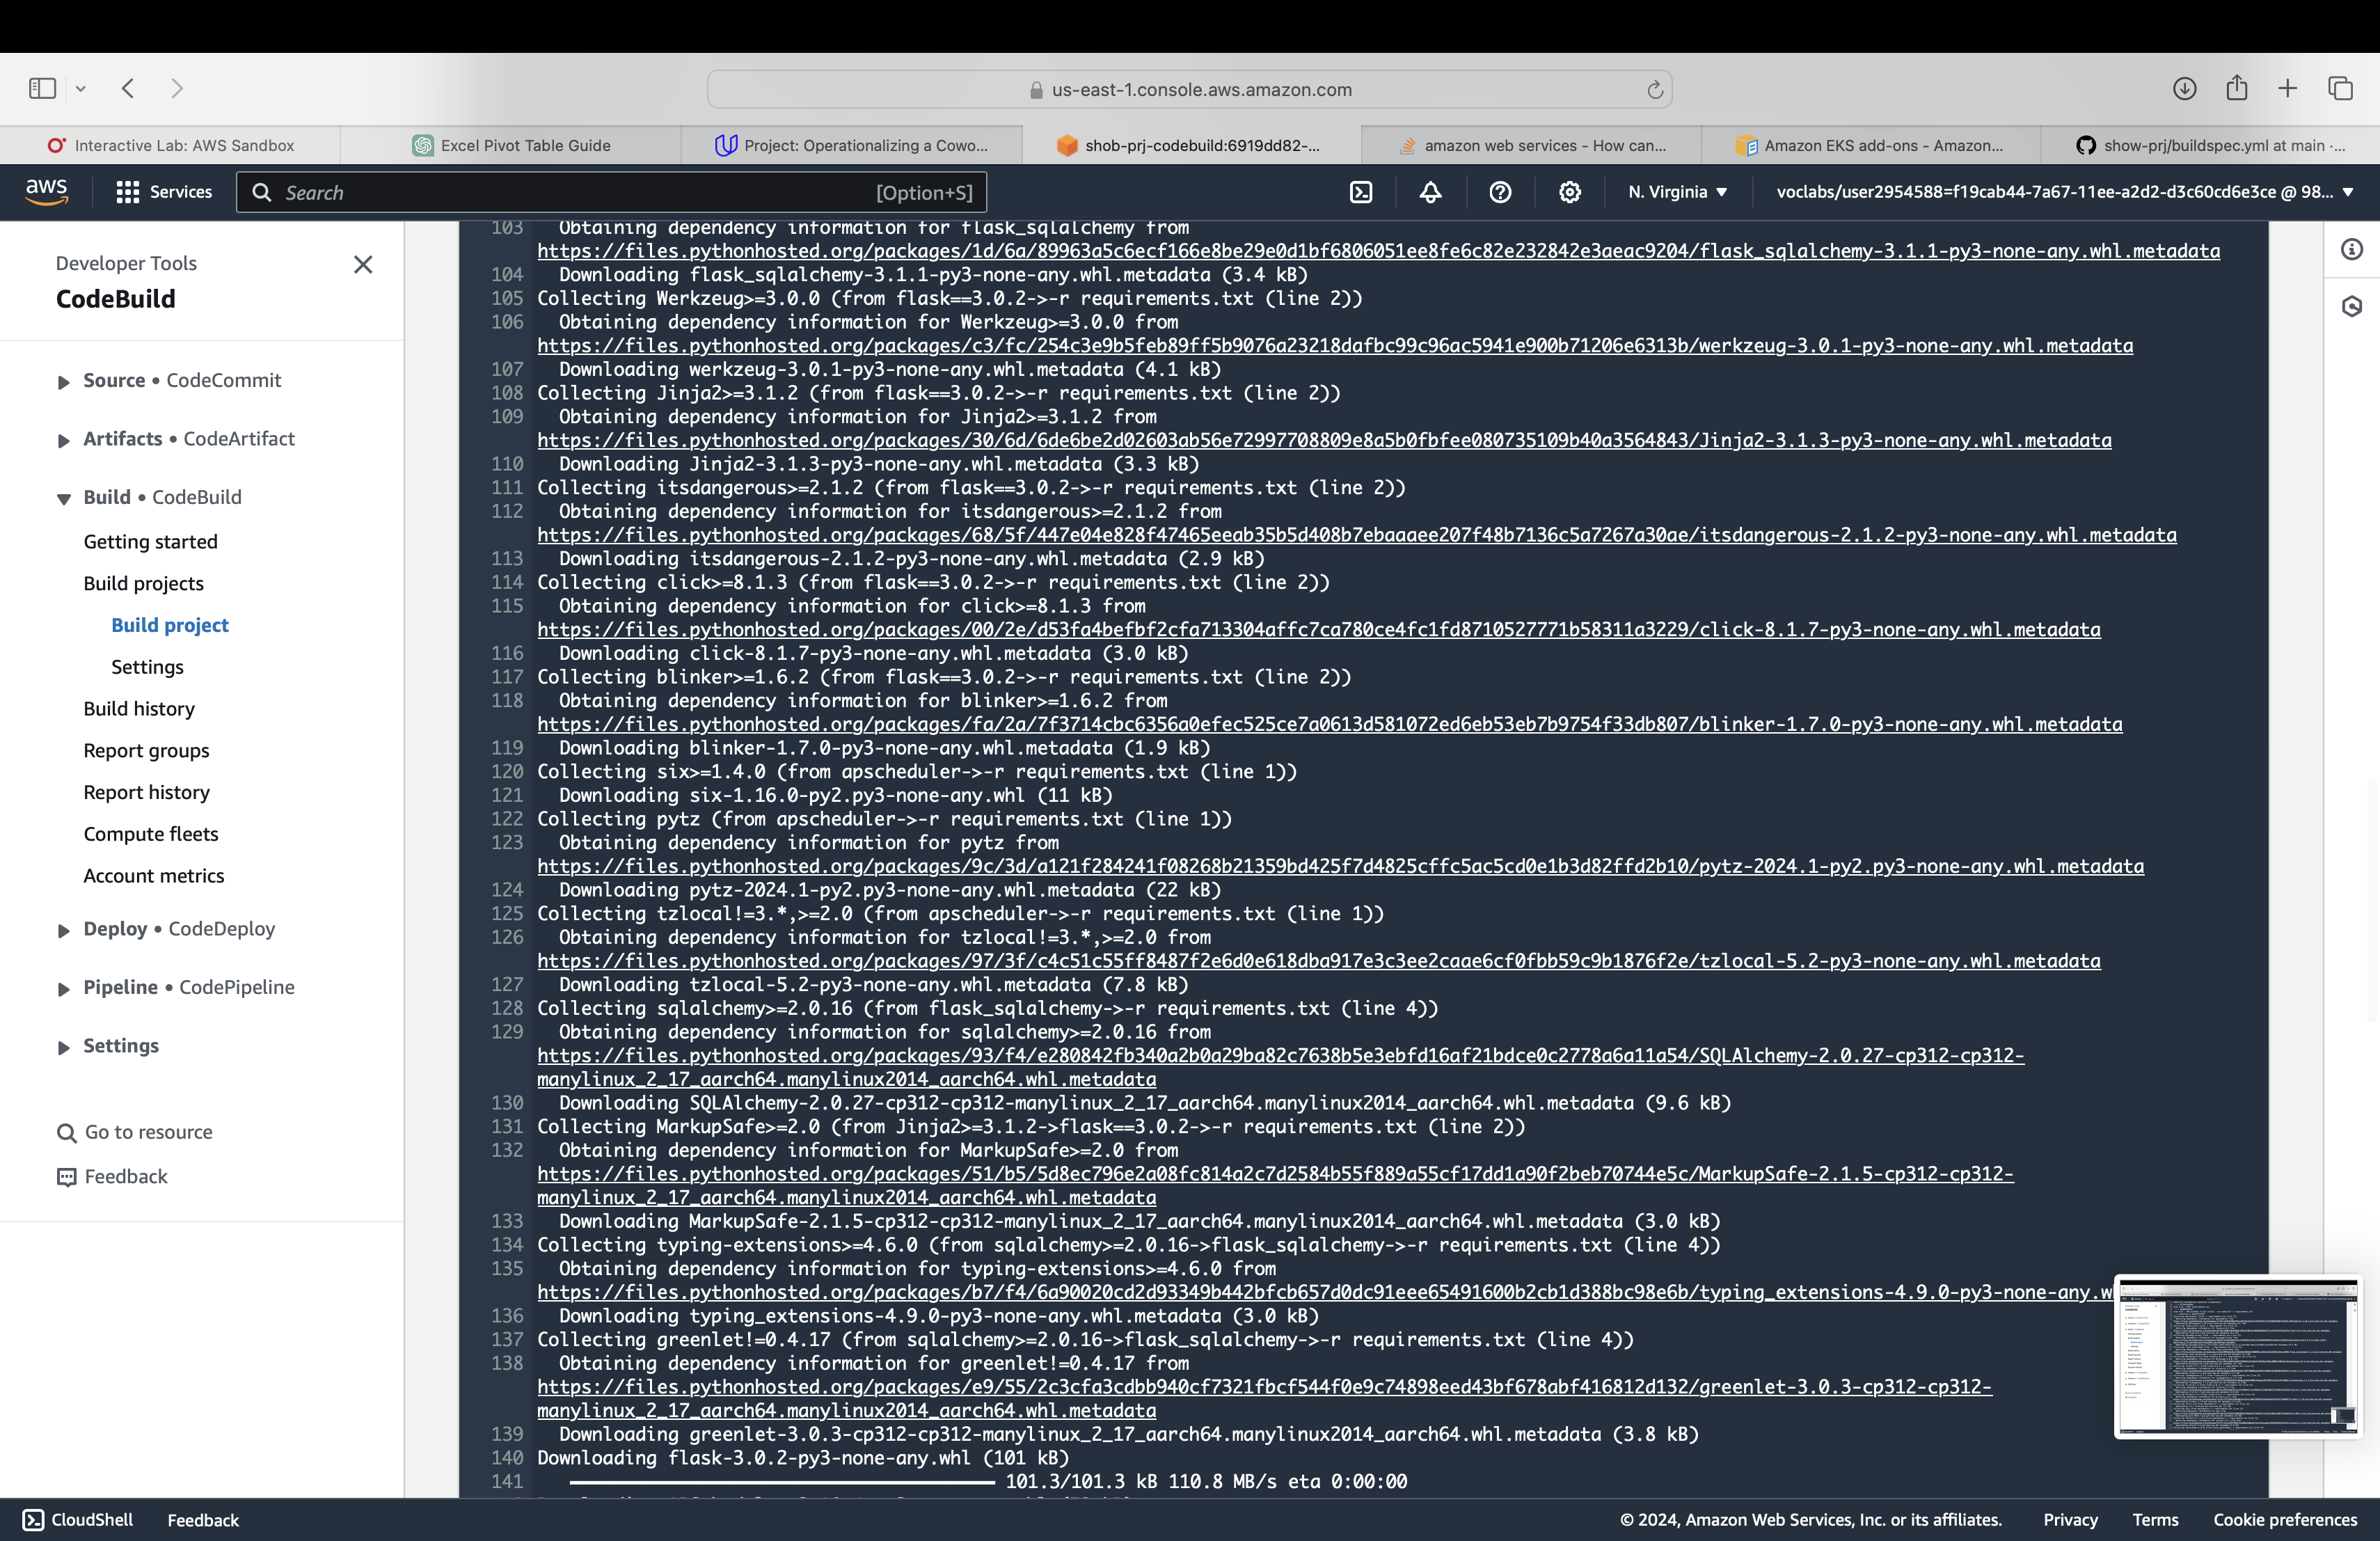 us-east-1.console.aws.amazon.com
Interactive Lab: AWS Sandbox
Excel Pivot Table Guide
Project: Operationalizing a Cowo...
shob-prj-codebuild:6919dd82-...
amazon web services - How can...
Amazon EKS add-ons - Amazon...
show-prj/buildspec.yml at main ·...
aws
Services
Search
[Option+S]
N. Virginia
voclabs/user2954588=f19cab44-7a67-11ee-a2d2-d3c60cd6e3ce @ 98...
Developer Tools
CodeBuild
Source • CodeCommit
Artifacts • CodeArtifact
Build • CodeBuild
Getting started
Build projects
Build project
Settings
Build history
Report groups
Report history
Compute fleets
Account metrics
Deploy • CodeDeploy
Pipeline • CodePipeline
Settings
Go to resource
Feedback
103 Obtaining dependency information for flask_sqlalchemy from
https://files.pythonhosted.org/packages/1d/6a/89963a5c6ecf166e8be29e0d1bf6806051ee8fe6c82e232842e3aeac9204/flask_sqlalchemy-3.1.1-py3-none-any.whl.metadata
104 Downloading flask_sqlalchemy-3.1.1-py3-none-any.whl.metadata (3.4 kB)
105 Collecting Werkzeug>=3.0.0 (from flask==3.0.2->-r requirements.txt (line 2))
106 Obtaining dependency information for Werkzeug>=3.0.0 from
https://files.pythonhosted.org/packages/c3/fc/254c3e9b5feb89ff5b9076a23218dafbc99c96ac5941e900b71206e6313b/werkzeug-3.0.1-py3-none-any.whl.metadata
107 Downloading werkzeug-3.0.1-py3-none-any.whl.metadata (4.1 kB)
108 Collecting Jinja2>=3.1.2 (from flask==3.0.2->-r requirements.txt (line 2))
109 Obtaining dependency information for Jinja2>=3.1.2 from
https://files.pythonhosted.org/packages/30/6d/6de6be2d02603ab56e72997708809e8a5b0fbfee080735109b40a3564843/Jinja2-3.1.3-py3-none-any.whl.metadata
110 Downloading Jinja2-3.1.3-py3-none-any.whl.metadata (3.3 kB)
111 Collecting itsdangerous>=2.1.2 (from flask==3.0.2->-r requirements.txt (line 2))
112 Obtaining dependency information for itsdangerous>=2.1.2 from
https://files.pythonhosted.org/packages/68/5f/447e04e828f47465eeab35b5d408b7ebaaaee207f48b7136c5a7267a30ae/itsdangerous-2.1.2-py3-none-any.whl.metadata
113 Downloading itsdangerous-2.1.2-py3-none-any.whl.metadata (2.9 kB)
114 Collecting click>=8.1.3 (from flask==3.0.2->-r requirements.txt (line 2))
115 Obtaining dependency information for click>=8.1.3 from
https://files.pythonhosted.org/packages/00/2e/d53fa4befbf2cfa713304affc7ca780ce4fc1fd8710527771b58311a3229/click-8.1.7-py3-none-any.whl.metadata
116 Downloading click-8.1.7-py3-none-any.whl.metadata (3.0 kB)
117 Collecting blinker>=1.6.2 (from flask==3.0.2->-r requirements.txt (line 2))
118 Obtaining dependency information for blinker>=1.6.2 from
https://files.pythonhosted.org/packages/fa/2a/7f3714cbc6356a0efec525ce7a0613d581072ed6eb53eb7b9754f33db807/blinker-1.7.0-py3-none-any.whl.metadata
119 Downloading blinker-1.7.0-py3-none-any.whl.metadata (1.9 kB)
120 Collecting six>=1.4.0 (from apscheduler->-r requirements.txt (line 1))
121 Downloading six-1.16.0-py2.py3-none-any.whl (11 kB)
122 Collecting pytz (from apscheduler->-r requirements.txt (line 1))
123 Obtaining dependency information for pytz from
https://files.pythonhosted.org/packages/9c/3d/a121f284241f08268b21359bd425f7d4825cffc5ac5cd0e1b3d82ffd2b10/pytz-2024.1-py2.py3-none-any.whl.metadata
124 Downloading pytz-2024.1-py2.py3-none-any.whl.metadata (22 kB)
125 Collecting tzlocal!=3.*,>=2.0 (from apscheduler->-r requirements.txt (line 1))
126 Obtaining dependency information for tzlocal!=3.*,>=2.0 from
https://files.pythonhosted.org/packages/97/3f/c4c51c55ff8487f2e6d0e618dba917e3c3ee2caae6cf0fbb59c9b1876f2e/tzlocal-5.2-py3-none-any.whl.metadata
127 Downloading tzlocal-5.2-py3-none-any.whl.metadata (7.8 kB)
128 Collecting sqlalchemy>=2.0.16 (from flask_sqlalchemy->-r requirements.txt (line 4))
129 Obtaining dependency information for sqlalchemy>=2.0.16 from
https://files.pythonhosted.org/packages/93/f4/e280842fb340a2b0a29ba82c7638b5e3ebfd16af21bdce0c2778a6a11a54/SQLAlchemy-2.0.27-cp312-cp312-
manylinux_2_17_aarch64.manylinux2014_aarch64.whl.metadata
130 Downloading SQLAlchemy-2.0.27-cp312-cp312-manylinux_2_17_aarch64.manylinux2014_aarch64.whl.metadata (9.6 kB)
131 Collecting MarkupSafe>=2.0 (from Jinja2>=3.1.2->flask==3.0.2->-r requirements.txt (line 2))
132 Obtaining dependency information for MarkupSafe>=2.0 from
https://files.pythonhosted.org/packages/51/b5/5d8ec796e2a08fc814a2c7d2584b55f889a55cf17dd1a90f2beb70744e5c/MarkupSafe-2.1.5-cp312-cp312-
manylinux_2_17_aarch64.manylinux2014_aarch64.whl.metadata
133 Downloading MarkupSafe-2.1.5-cp312-cp312-manylinux_2_17_aarch64.manylinux2014_aarch64.whl.metadata (3.0 kB)
134 Collecting typing-extensions>=4.6.0 (from sqlalchemy>=2.0.16->flask_sqlalchemy->-r requirements.txt (line 4))
135 Obtaining dependency information for typing-extensions>=4.6.0 from
https://files.pythonhosted.org/packages/b7/f4/6a90020cd2d93349b442bfcb657d0dc91eee65491600b2cb1d388bc98e6b/typing_extensions-4.9.0-py3-none-any.w
136 Downloading typing_extensions-4.9.0-py3-none-any.whl.metadata (3.0 kB)
137 Collecting greenlet!=0.4.17 (from sqlalchemy>=2.0.16->flask_sqlalchemy->-r requirements.txt (line 4))
138 Obtaining dependency information for greenlet!=0.4.17 from
https://files.pythonhosted.org/packages/e9/55/2c3cfa3cdbb940cf7321fbcf544f0e9c74898eed43bf678abf416812d132/greenlet-3.0.3-cp312-cp312-
manylinux_2_17_aarch64.manylinux2014_aarch64.whl.metadata
139 Downloading greenlet-3.0.3-cp312-cp312-manylinux_2_17_aarch64.manylinux2014_aarch64.whl.metadata (3.8 kB)
140 Downloading flask-3.0.2-py3-none-any.whl (101 kB)
141 101.3/101.3 kB 110.8 MB/s eta 0:00:00
CloudShell
Feedback
© 2024, Amazon Web Services, Inc. or its affiliates.
Privacy
Terms
Cookie preferences